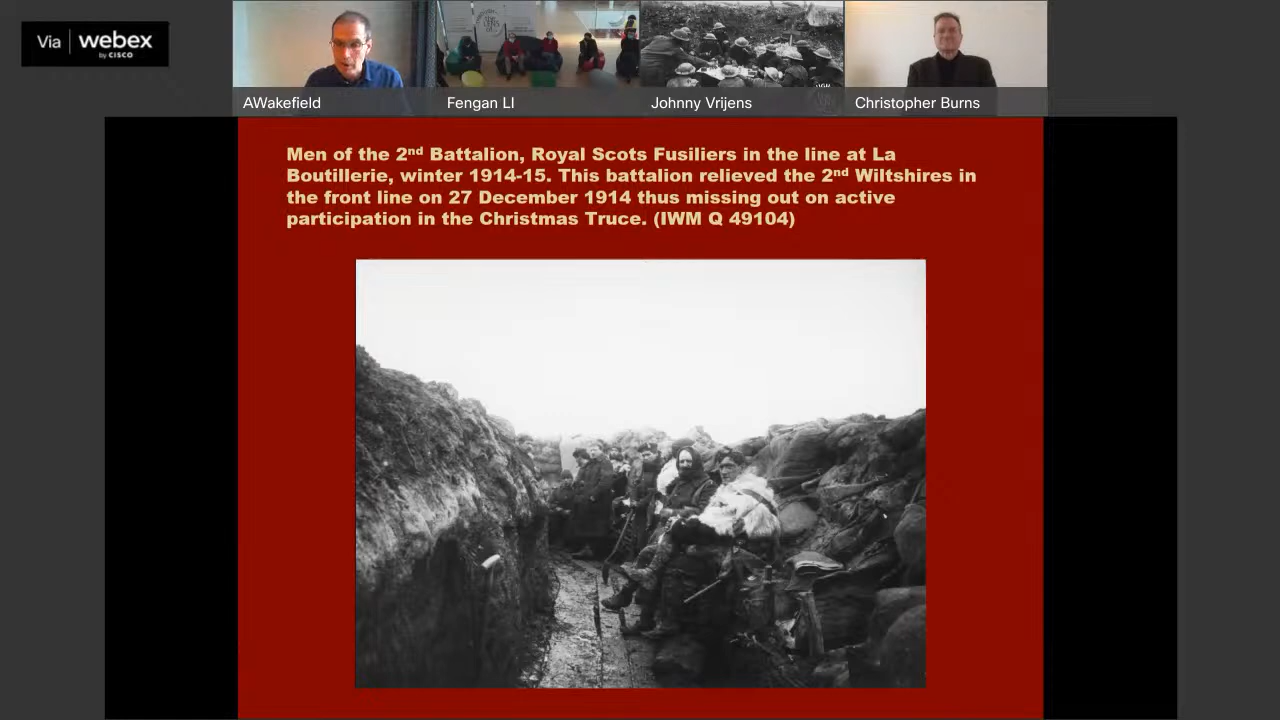 Via webex
by CISCO
AWakefield
Fengan LI
Johnny Vrijens
Christopher Burns
Men of the 2nd Battalion, Royal Scots Fusiliers in the line at La
Boutillerie, winter 1914-15. This battalion relieved the 2nd Wiltshires in
the front line on 27 December 1914 thus missing out on active
participation in the Christmas Truce. (IWM Q 49104)